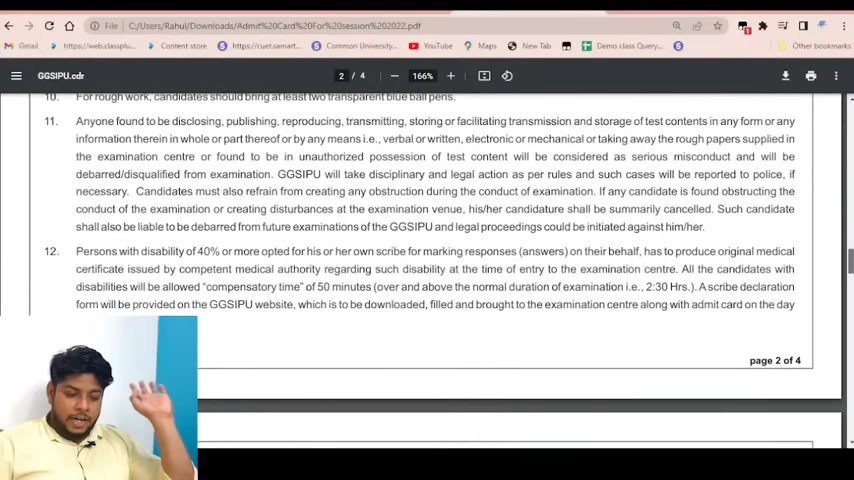 File C:/Users/Rahul/Downloads/Admit%20Card%20For%20session%202022.pdf
Gmail https://web.classplu... Content store https://cuet.samart... Common University... YouTube Maps New Tab Demo class Query... Other bookmarks
GGSIPU.cdr 2 / 4 166%
10. For rough work, candidates should bring at least two transparent blue ball pens.
11. Anyone found to be disclosing, publishing, reproducing, transmitting, storing or facilitating transmission and storage of test contents in any form or any
information therein in whole or part thereof or by any means i.e., verbal or written, electronic or mechanical or taking away the rough papers supplied in
the examination centre or found to be in unauthorized possession of test content will be considered as serious misconduct and will be
debarred/disqualified from examination. GGSIPU will take disciplinary and legal action as per rules and such cases will be reported to police, if
necessary. Candidates must also refrain from creating any obstruction during the conduct of examination. If any candidate is found obstructing the
conduct of the examination or creating disturbances at the examination venue, his/her candidature shall be summarily cancelled. Such candidate
shall also be liable to be debarred from future examinations of the GGSIPU and legal proceedings could be initiated against him/her.
12. Persons with disability of 40% or more opted for his or her own scribe for marking responses (answers) on their behalf, has to produce original medical
certificate issued by competent medical authority regarding such disability at the time of entry to the examination centre. All the candidates with
disabilities will be allowed “compensatory time” of 50 minutes (over and above the normal duration of examination i.e., 2:30 Hrs.). A scribe declaration
form will be provided on the GGSIPU website, which is to be downloaded, filled and brought to the examination centre along with admit card on the day
page 2 of 4